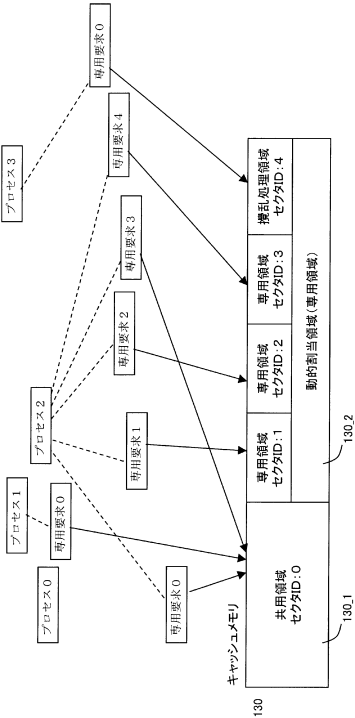 プロセス0
プロセス1
プロセス2
プロセス3
専用要求0
専用要求0
専用要求1
専用要求2
専用要求3
専用要求4
専用要求0
キャッシュメモリ
130
共用領域
セクタID:0
専用領域
セクタID:1
専用領域
セクタID:2
専用領域
セクタID:3
攪乱処理領域
セクタID:4
動的割当領域(専用領域)
130_1
130_2